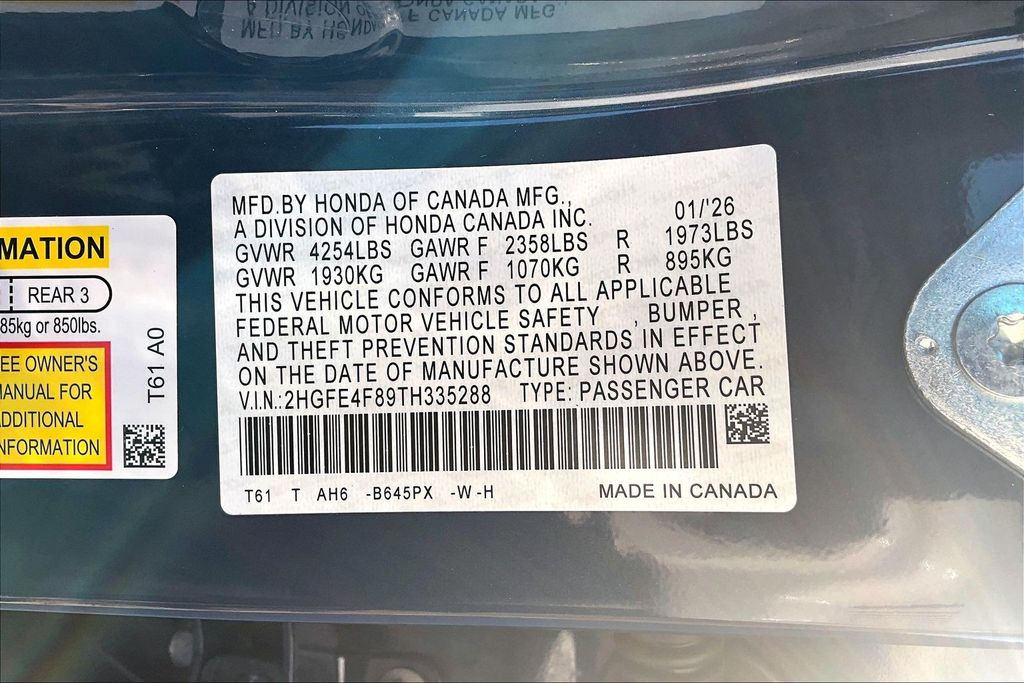 MFD.BY HONDA OF CANADA MFG.,
A DIVISION OF HONDA CANADA INC. 01/'26
GVWR 4254LBS GAWR F 2358LBS R 1973LBS
GVWR 1930KG GAWR F 1070KG R 895KG
THIS VEHICLE CONFORMS TO ALL APPLICABLE
FEDERAL MOTOR VEHICLE SAFETY , BUMPER ,
AND THEFT PREVENTION STANDARDS IN EFFECT
ON THE DATE OF MANUFACTURE SHOWN ABOVE.
V.I.N.:2HGFE4F89TH335288 TYPE: PASSENGER CAR
T61 T AH6 -B645PX -W-H MADE IN CANADA
MATION
REAR 3
85kg or 850lbs.
EE OWNER'S
MANUAL FOR
ADDITIONAL
NFORMATION
T61 A0